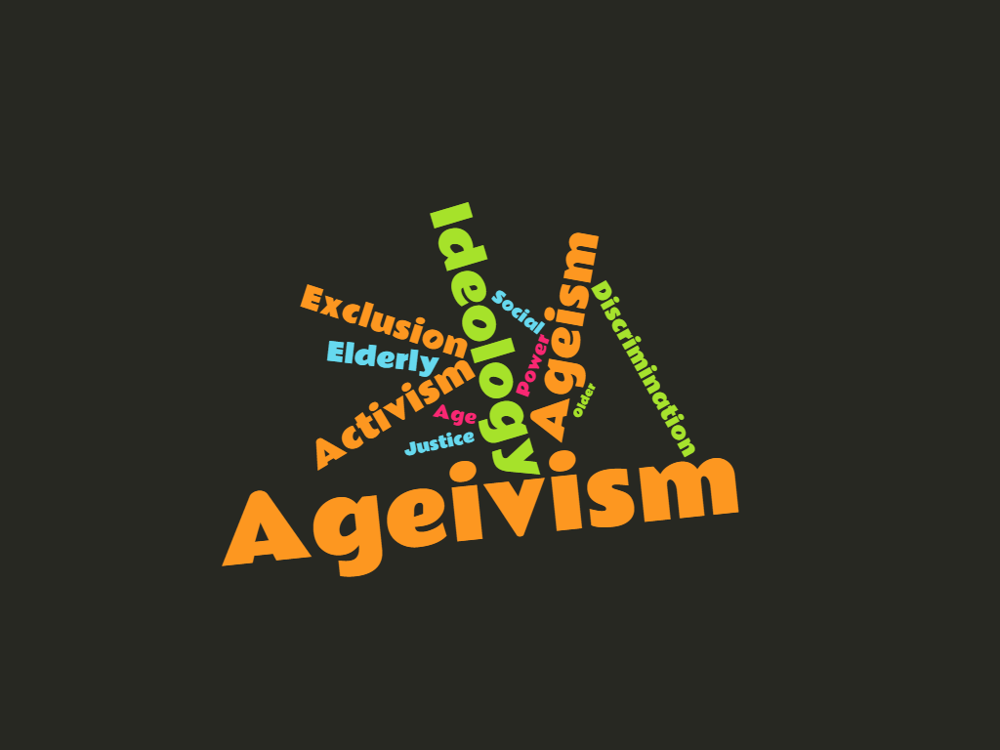 Ideology
Ageism
Exclusion
Social
Discrimination
Elderly
Power
Activism
Older
Age
Justice
Ageivism